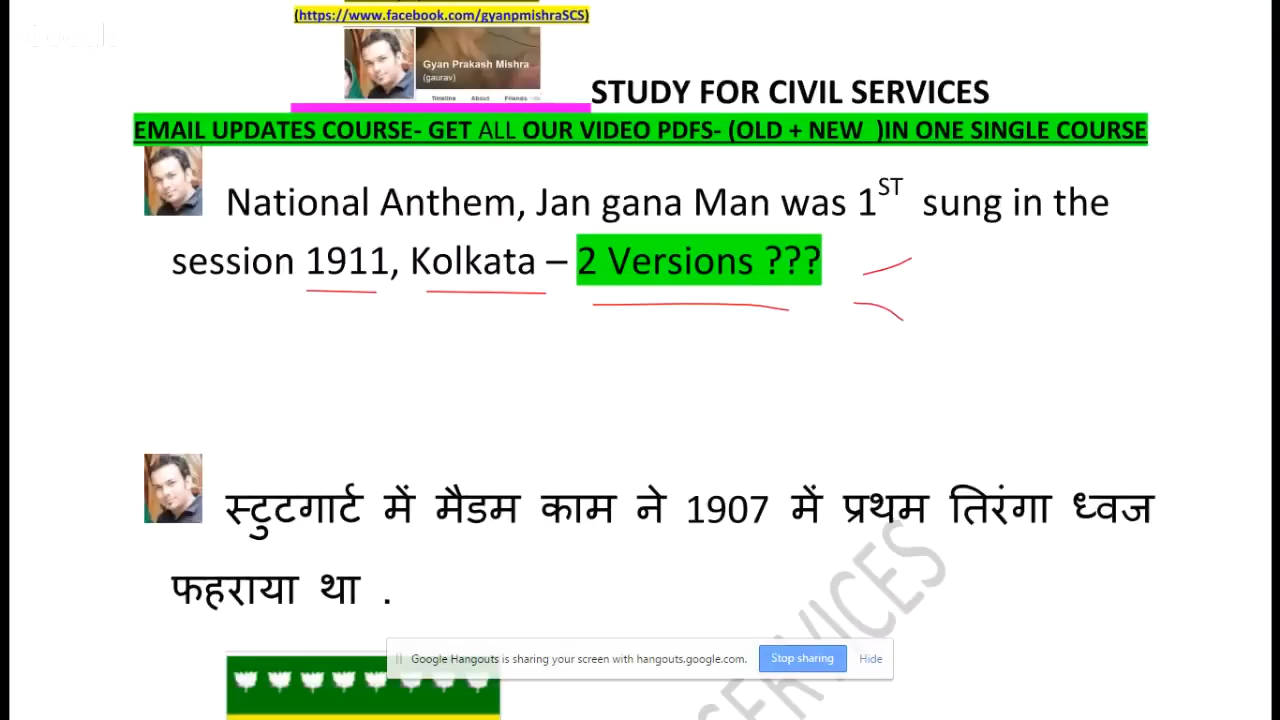 (https://www.facebook.com/gyanpmishraSCS)
Gyan Prakash Mishra
(gaurav)
Timeline About Friends
STUDY FOR CIVIL SERVICES
EMAIL UPDATES COURSE- GET ALL OUR VIDEO PDFS- (OLD + NEW )IN ONE SINGLE COURSE
National Anthem, Jan gana Man was 1ST sung in the
session 1911, Kolkata – 2 Versions ???
स्टुटगार्ट में मैडम काम ने 1907 में प्रथम तिरंगा ध्वज
फहराया था .
SERVICES
Google Hangouts is sharing your screen with hangouts.google.com. Stop sharing Hide